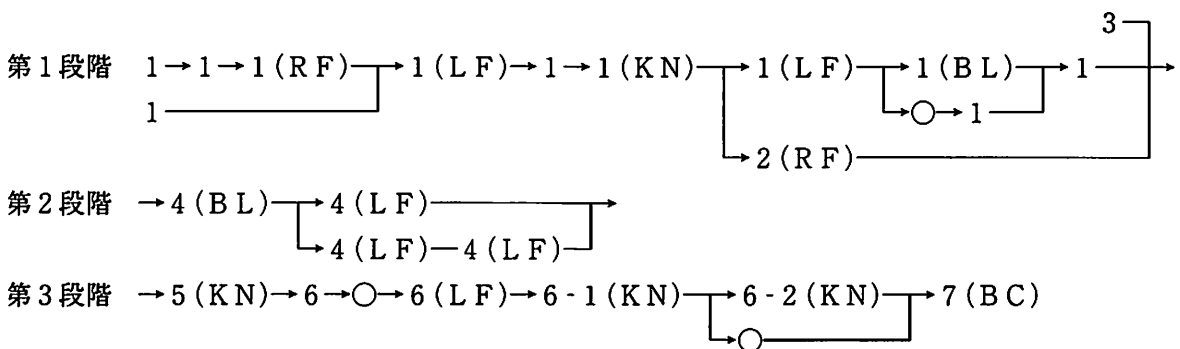 3
第1段階 1→1→1(RF)→1(LF)→1→1(KN)→1(LF)→1(BL)→1→
1 ○→1
→2(RF)
第2段階 →4(BL)→4(LF)→
→4(LF)—4(LF)
第3段階 →5(KN)→6→○→6(LF)→6-1(KN)→6-2(KN)→7(BC)
→○